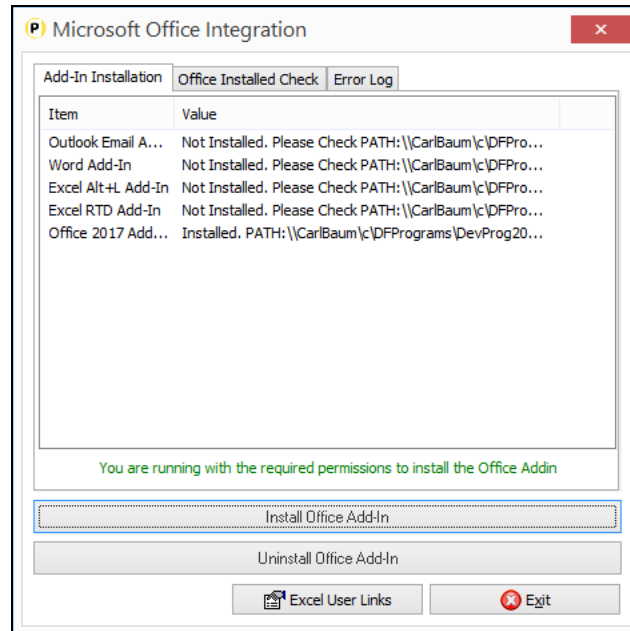 P Microsoft Office Integration
Add-In Installation Office Installed Check Error Log
Item Value
Outlook Email A... Not Installed. Please Check PATH:\\CarlBaum\c\DFPro...
Word Add-In Not Installed. Please Check PATH:\\CarlBaum\c\DFPro...
Excel Alt+L Add-In Not Installed. Please Check PATH:\\CarlBaum\c\DFPro...
Excel RTD Add-In Not Installed. Please Check PATH:\\CarlBaum\c\DFPro...
Office 2017 Add... Installed. PATH:\\CarlBaum\c\DFPrograms\DevProg20...
You are running with the required permissions to install the Office Addin
Install Office Add-In
Uninstall Office Add-In
Excel User Links Exit